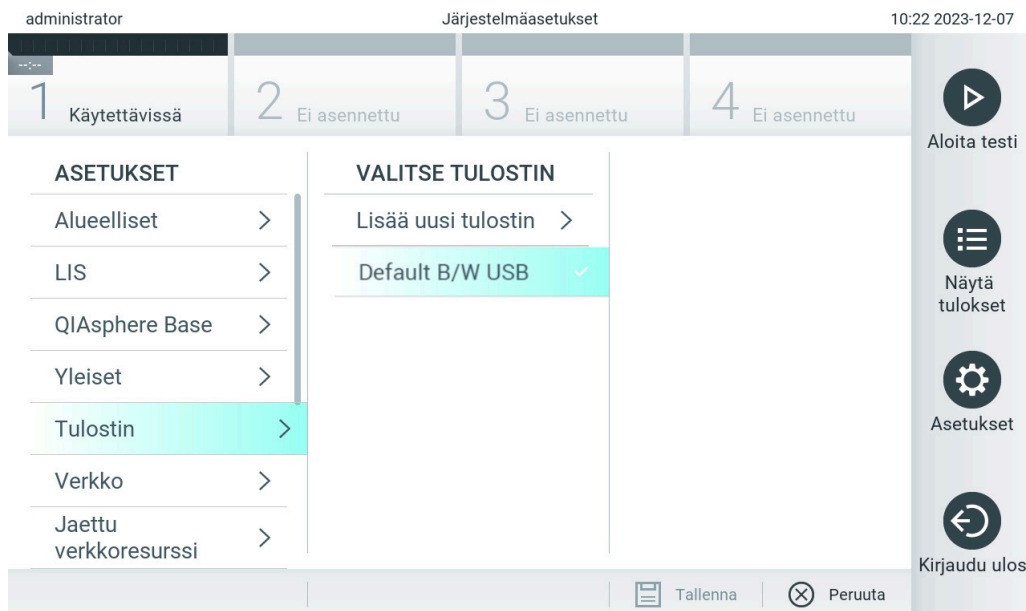 administrator
Järjestelmäasetukset
10:22 2023-12-07
--:--
1 Käytettävissä
2 Ei asennettu
3 Ei asennettu
4 Ei asennettu
Aloita testi
ASETUKSET
Alueelliset
LIS
QIAsphere Base
Yleiset
Tulostin
Verkko
Jaettu
verkkoresurssi
VALITSE TULOSTIN
Lisää uusi tulostin
Default B/W USB
Näytä
tulokset
Asetukset
Kirjaudu ulos
Tallenna
Peruuta